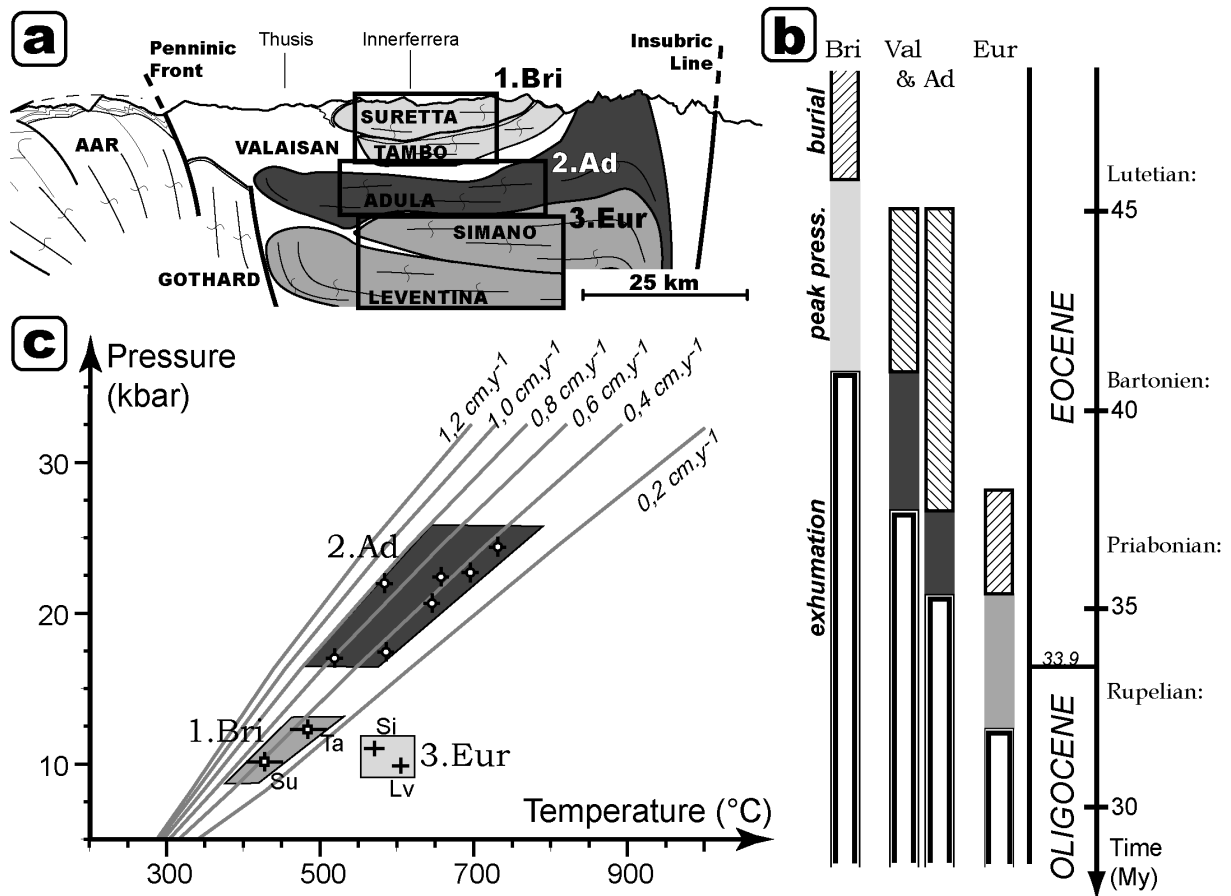 a
Penninic
Front
Thusis
Innerferrera
Insubric
Line
1.Bri
SURETTA
AAR
VALAISAN
TAMBO
2.Ad
ADULA
3.Eur
SIMANO
GOTHARD
LEVENTINA
25 km
b
Bri
Val
& Ad
Eur
burial
peak press.
exhumation
Lutetian:
45
EOCENE
Bartonien:
40
Priabonian:
35
33.9
Rupelian:
OLIGOCENE
30
Time
(My)
c
Pressure
(kbar)
1,2 cm.y-1
1,0 cm.y-1
0,8 cm.y-1
0,6 cm.y-1
0,4 cm.y-1
0,2 cm.y-1
30
2.Ad
20
1.Bri
Ta
Si
3.Eur
10
Su
Lv
Temperature (°C)
300
500
700
900